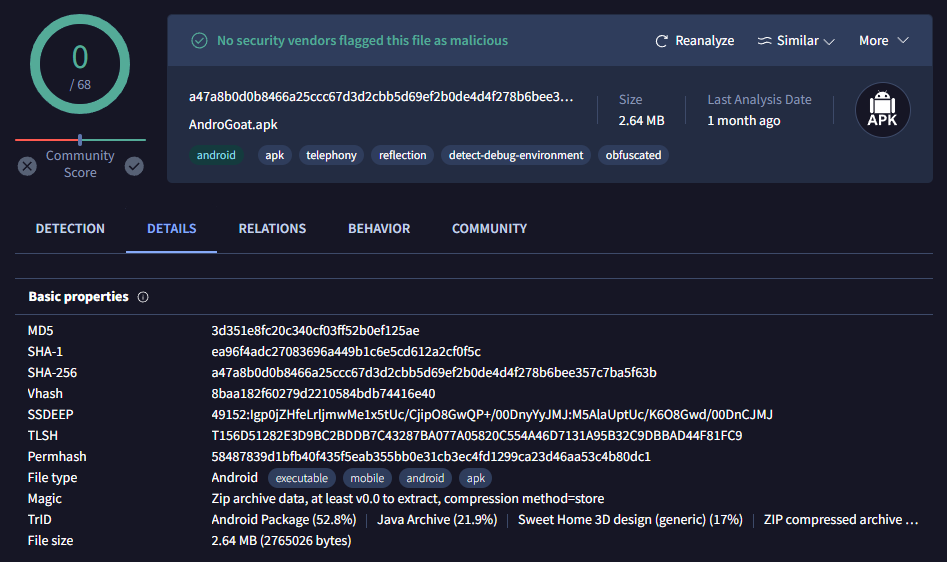 0
/ 68
Community
Score
No security vendors flagged this file as malicious
Reanalyze
Similar
More
a47a8b0d0b8466a25ccc67d3d2cbb5d69ef2b0de4d4f278b6bee3…
AndroGoat.apk
Size
2.64 MB
Last Analysis Date
1 month ago
APK
android apk telephony reflection detect-debug-environment obfuscated
DETECTION DETAILS RELATIONS BEHAVIOR COMMUNITY
Basic properties
MD5 3d351e8fc20c340cf03ff52b0ef125ae
SHA-1 ea96f4adc27083696a449b1c6e5cd612a2cf0f5c
SHA-256 a47a8b0d0b8466a25ccc67d3d2cbb5d69ef2b0de4d4f278b6bee357c7ba5f63b
Vhash 8baa182f60279d2210584bdb74416e40
SSDEEP 49152:Igp0jZHfeLrljmwMe1x5tUc/CjipO8GwQP+/00DnyYyJMJ:M5AlaUptUc/K6O8Gwd/00DnCJMJ
TLSH T156D51282E3D9BC2BDDB7C43287BA077A05820C554A46D7131A95B32C9DBBAD44F81FC9
Permhash 58487839d1bfb40f435f5eab355bb0e31cb3ec4fd1299ca23d46aa53c4b80dc1
File type Android executable mobile android apk
Magic Zip archive data, at least v0.0 to extract, compression method=store
TrID Android Package (52.8%) Java Archive (21.9%) Sweet Home 3D design (generic) (17%) ZIP compressed archive …
File size 2.64 MB (2765026 bytes)